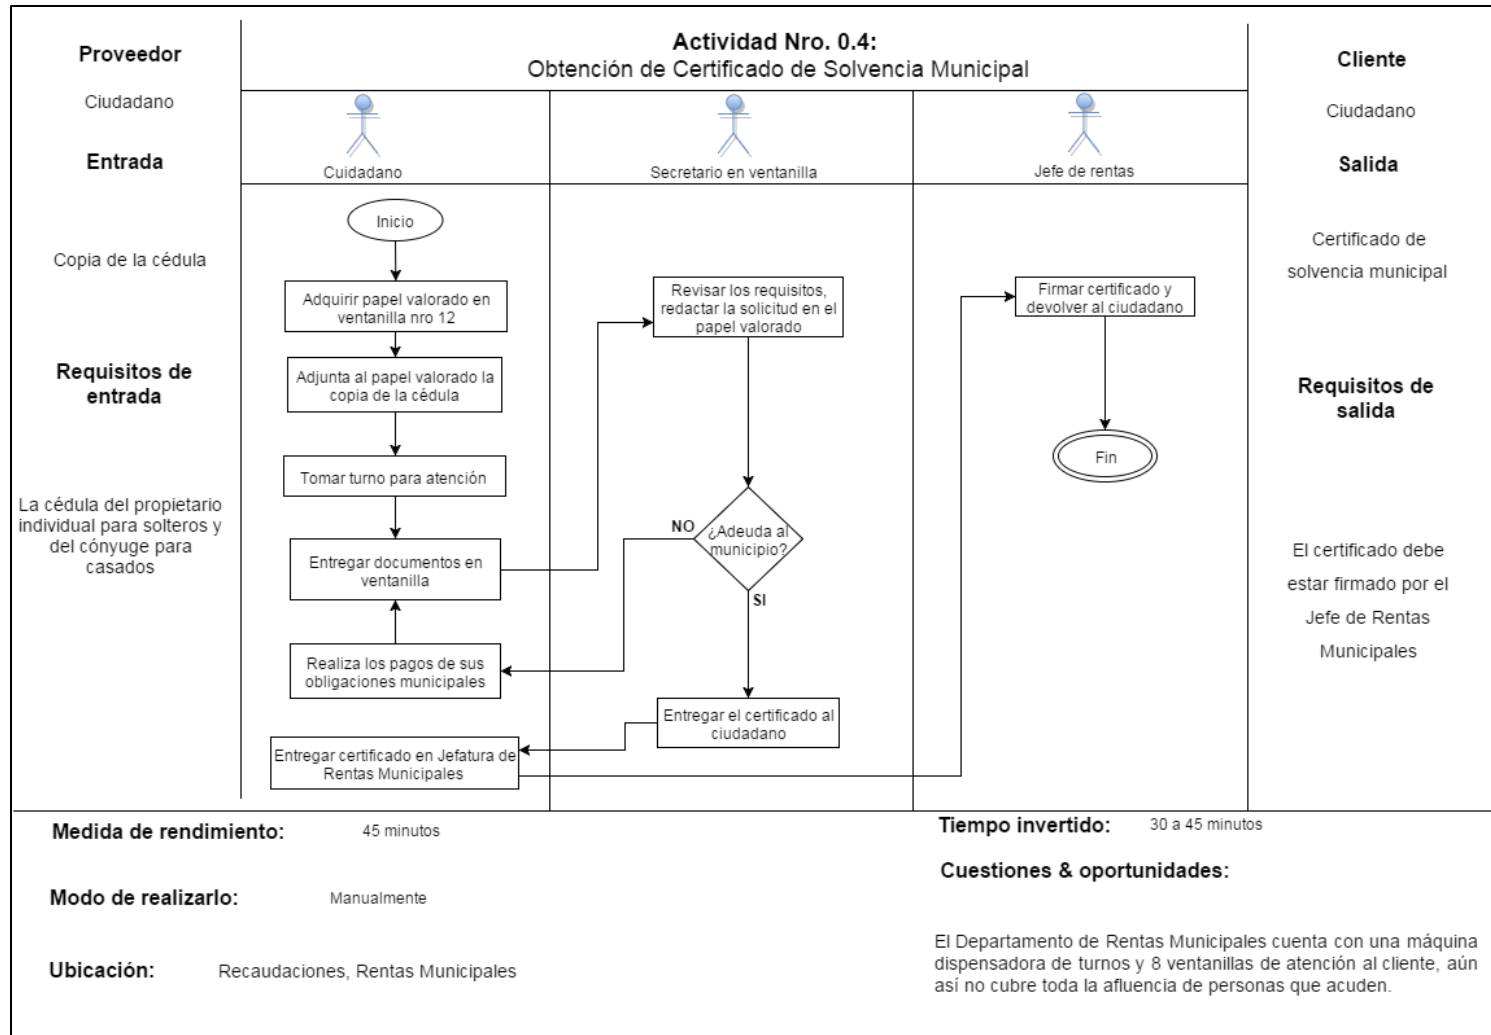 Proveedor
Ciudadano
Entrada
Copia de la cédula
Requisitos de
entrada
La cédula del propietario
individual para solteros y
del cónyuge para
casados
Actividad Nro. 0.4:
Obtención de Certificado de Solvencia Municipal
Cuidadano
Secretario en ventanilla
Jefe de rentas
Inicio
Adquirir papel valorado en
ventanilla nro 12
Adjunta al papel valorado la
copia de la cédula
Tomar turno para atención
Entregar documentos en
ventanilla
Realiza los pagos de sus
obligaciones municipales
Entregar certificado en Jefatura de
Rentas Municipales
Revisar los requisitos,
redactar la solicitud en el
papel valorado
¿Adeuda al
municipio?
NO
SI
Entregar el certificado al
ciudadano
Firmar certificado y
devolver al ciudadano
Fin
Cliente
Ciudadano
Salida
Certificado de
solvencia municipal
Requisitos de
salida
El certificado debe
estar firmado por el
Jefe de Rentas
Municipales
Medida de rendimiento: 45 minutos
Modo de realizarlo: Manualmente
Ubicación: Recaudaciones, Rentas Municipales
Tiempo invertido: 30 a 45 minutos
Cuestiones & oportunidades:
El Departamento de Rentas Municipales cuenta con una máquina
dispensadora de turnos y 8 ventanillas de atención al cliente, aún
así no cubre toda la afluencia de personas que acuden.